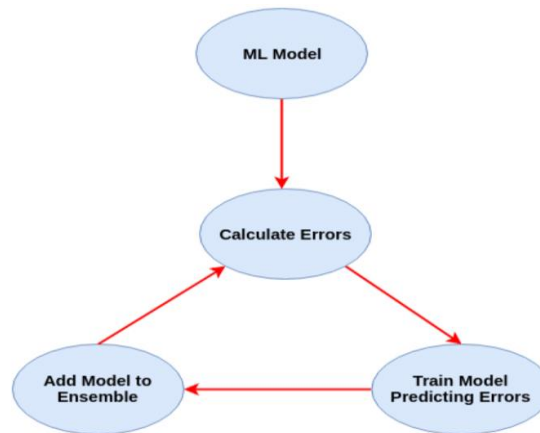 ML Model
Calculate Errors
Add Model to
Ensemble
Train Model
Predicting Errors